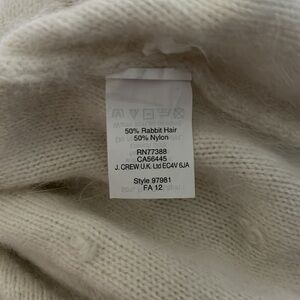 50% Rabbit Hair
50% Nylon
RN77388
CA56445
J. CREW U.K. Ltd EC4V 6JA
Style 97981
FA 12